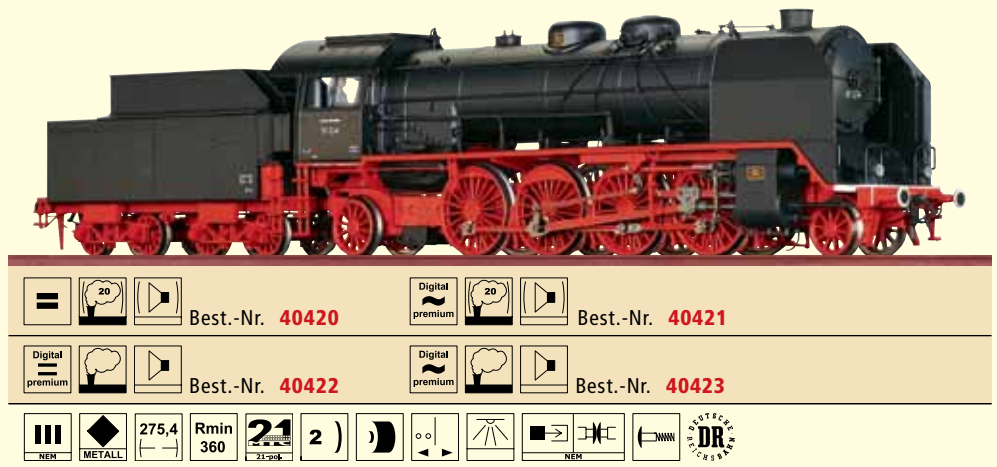 20
Best.-Nr. 40420
Digital premium
20
Best.-Nr. 40421
Digital premium
Best.-Nr. 40422
Digital premium
Best.-Nr. 40423
NEM
METALL
275,4
Rmin 360
21
21-pol.
2
NEM
DEUTSCHE REICHSBAHN
DR